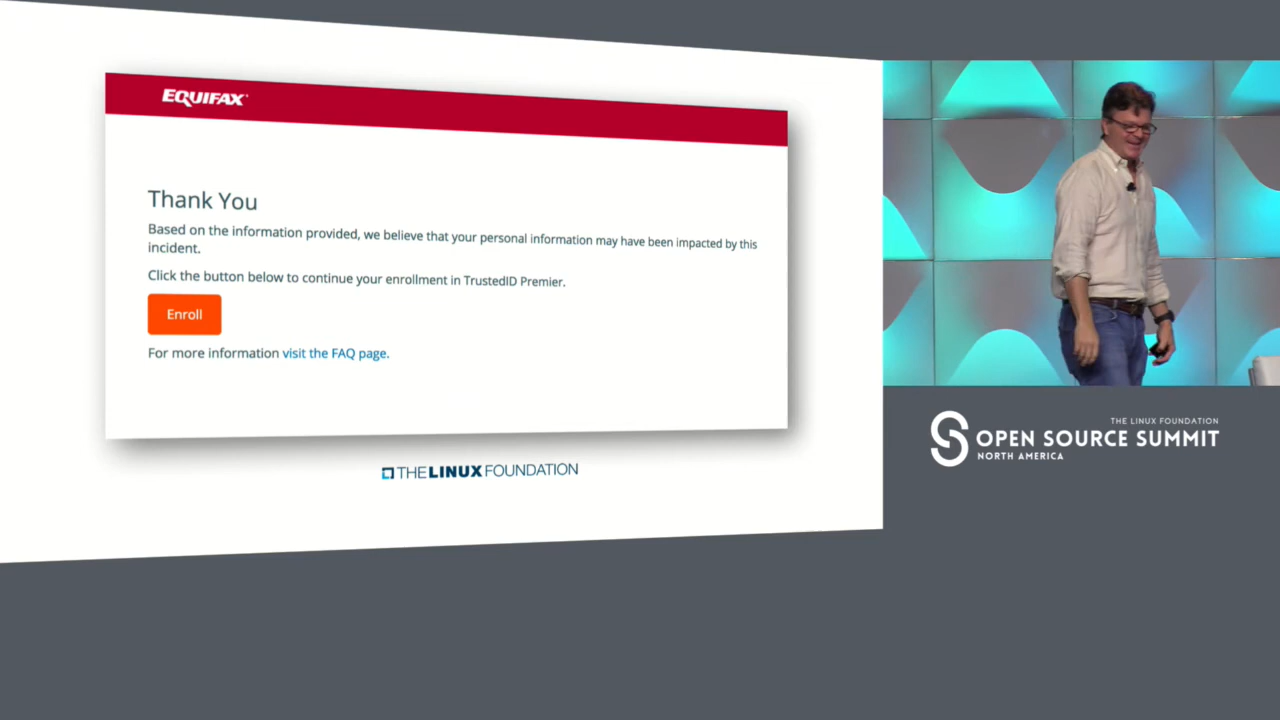 EQUIFAX
Thank You
Based on the information provided, we believe that your personal information may have been impacted by this
incident.
Click the button below to continue your enrollment in TrustedID Premier.
Enroll
For more information visit the FAQ page.
THE LINUX FOUNDATION
THE LINUX FOUNDATION
OPEN SOURCE SUMMIT
NORTH AMERICA